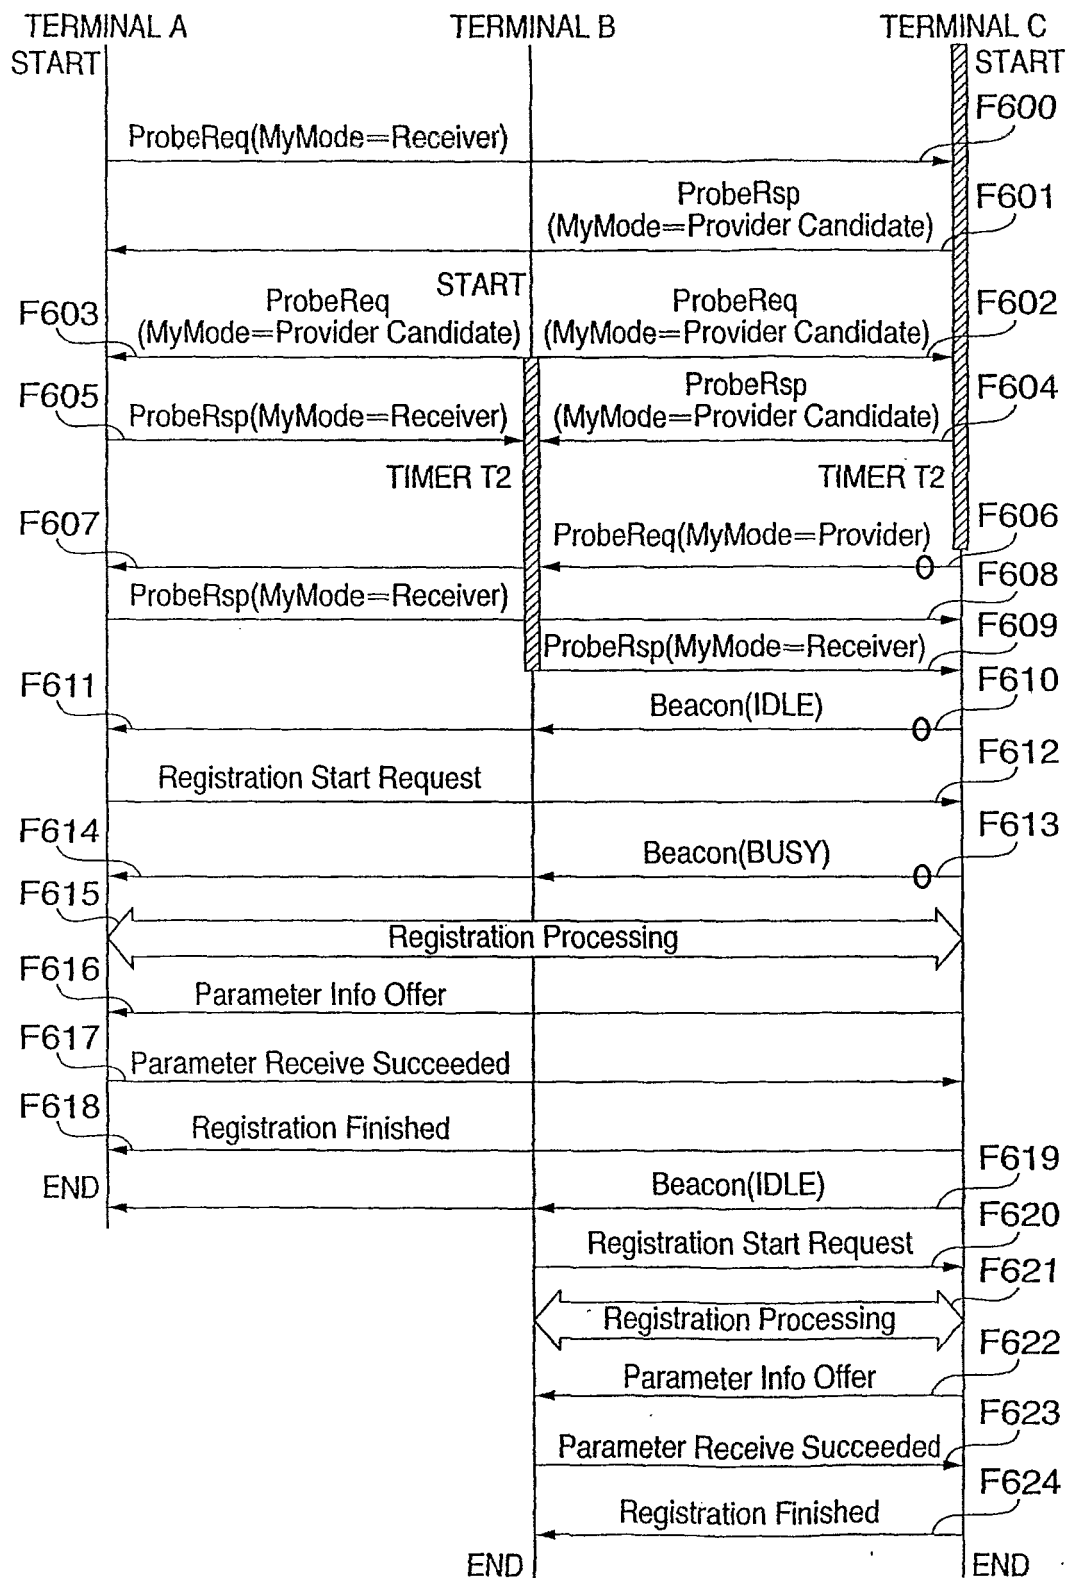 TERMINAL A TERMINAL B TERMINAL C
START START
F600
ProbeReq(MyMode=Receiver)
ProbeRsp F601
(MyMode=Provider Candidate)
START
F603 ProbeReq ProbeReq F602
(MyMode=Provider Candidate) (MyMode=Provider Candidate)
F605 ProbeRsp F604
ProbeRsp(MyMode=Receiver) (MyMode=Provider Candidate)
TIMER T2 TIMER T2
F607 F606
ProbeReq(MyMode=Provider)
F608
ProbeRsp(MyMode=Receiver)
F609
ProbeRsp(MyMode=Receiver)
F611 F610
Beacon(IDLE)
F612
Registration Start Request
F614 F613
Beacon(BUSY)
F615
Registration Processing
F616
Parameter Info Offer
F617
Parameter Receive Succeeded
F618
Registration Finished
F619
END Beacon(IDLE)
F620
Registration Start Request
F621
Registration Processing
F622
Parameter Info Offer
F623
Parameter Receive Succeeded
F624
Registration Finished
END END